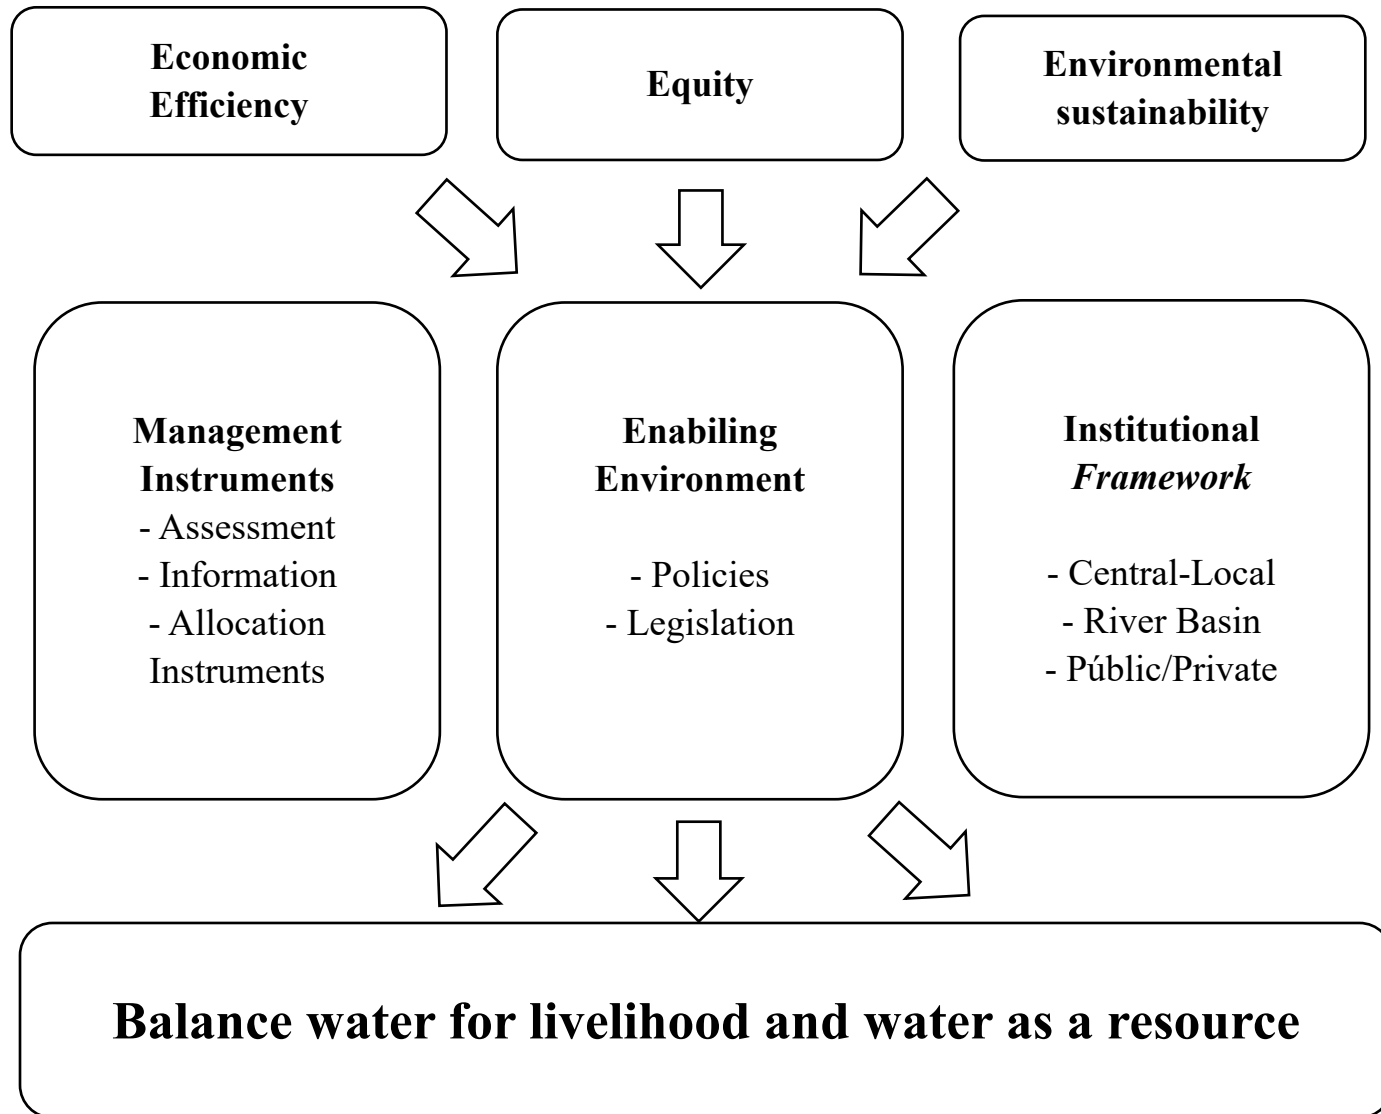 Economic
Efficiency
Equity
Environmental
sustainability
Management
Instruments
- Assessment
- Information
- Allocation
Instruments
Enabiling
Environment
- Policies
- Legislation
Institutional
Framework
- Central-Local
- River Basin
- Públic/Private
Balance water for livelihood and water as a resource